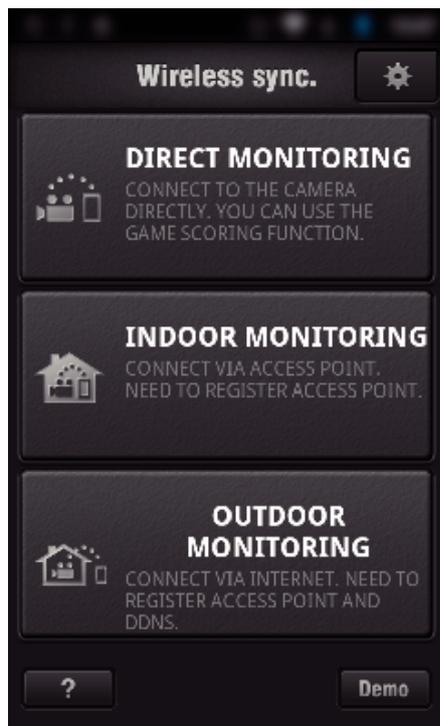 Wireless sync.
DIRECT MONITORING
CONNECT TO THE CAMERA
DIRECTLY. YOU CAN USE THE
GAME SCORING FUNCTION.
INDOOR MONITORING
CONNECT VIA ACCESS POINT.
NEED TO REGISTER ACCESS POINT.
OUTDOOR
MONITORING
CONNECT VIA INTERNET. NEED TO
REGISTER ACCESS POINT AND
DDNS.
?
Demo